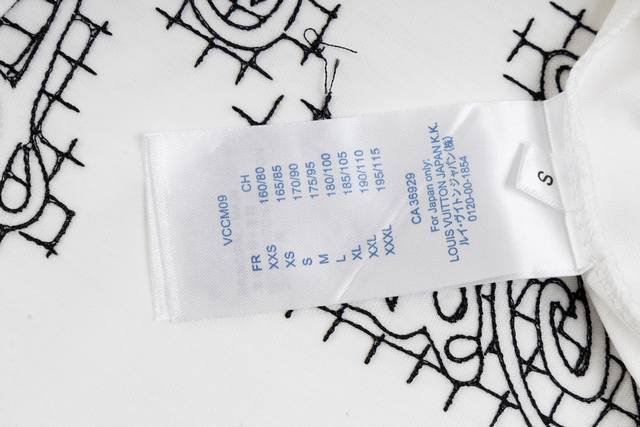 VCCM09
FR CH
XXS 160/80
XS 165/85
S 170/90
M 175/95
L 180/100
XL 185/105
XXL 190/110
XXXL 195/115
CA 36929
For Japan only:
LOUIS VUITTON JAPAN K.K.
ルイ・ヴィトン ジャパン(株)
0120-00-1854
S